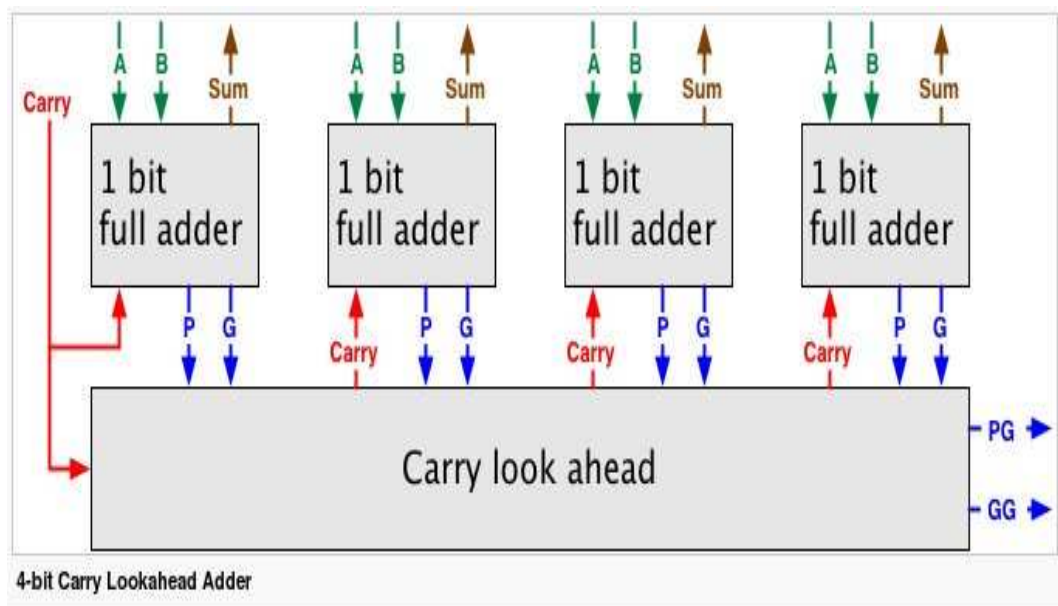 A B Sum A B Sum A B Sum A B Sum
Carry
1 bit 1 bit 1 bit 1 bit
full adder full adder full adder full adder
P G P G P G P G
Carry Carry Carry
PG
Carry look ahead
GG
4-bit Carry Lookahead Adder